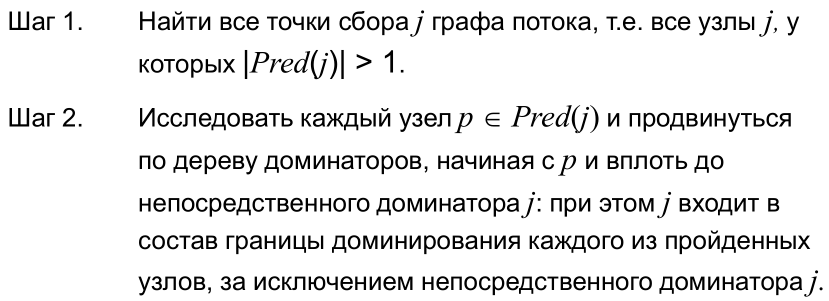 Шаг 1. Найти все точки сбора j графа потока, т.е. все узлы j, у
которых |Pred(j)| > 1.
Шаг 2. Исследовать каждый узел p ∈ Pred(j) и продвинуться
по дереву доминаторов, начиная с p и вплоть до
непосредственного доминатора j: при этом j входит в
состав границы доминирования каждого из пройденных
узлов, за исключением непосредственного доминатора j.